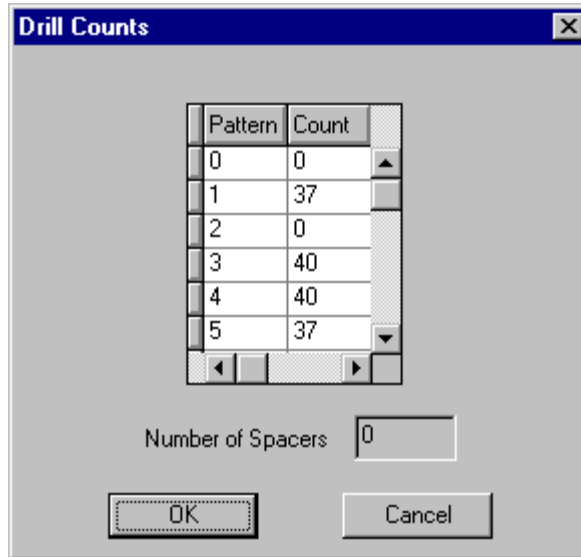 Drill Counts
Pattern Count
0 0
1 37
2 0
3 40
4 40
5 37
Number of Spacers 0
OK Cancel